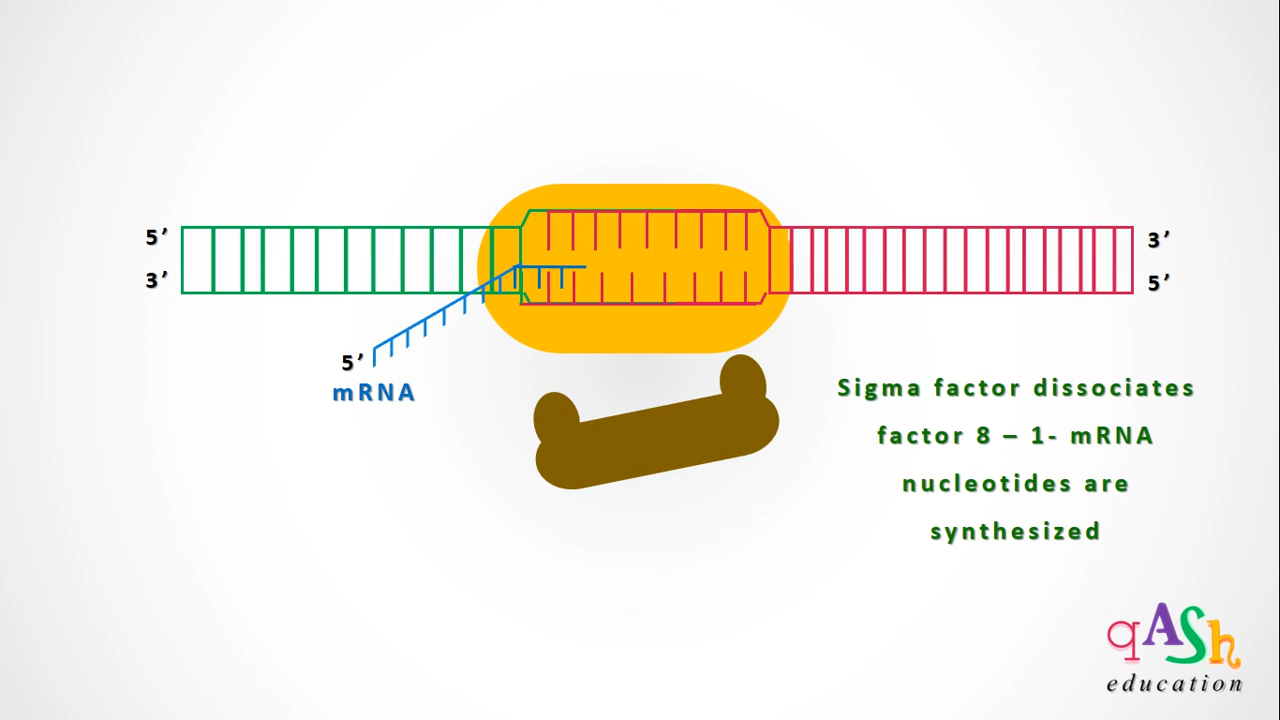 5’
3’
3’
5’
5’
mRNA
Sigma factor dissociates
factor 8 – 1- mRNA
nucleotides are
synthesized
qASh
education